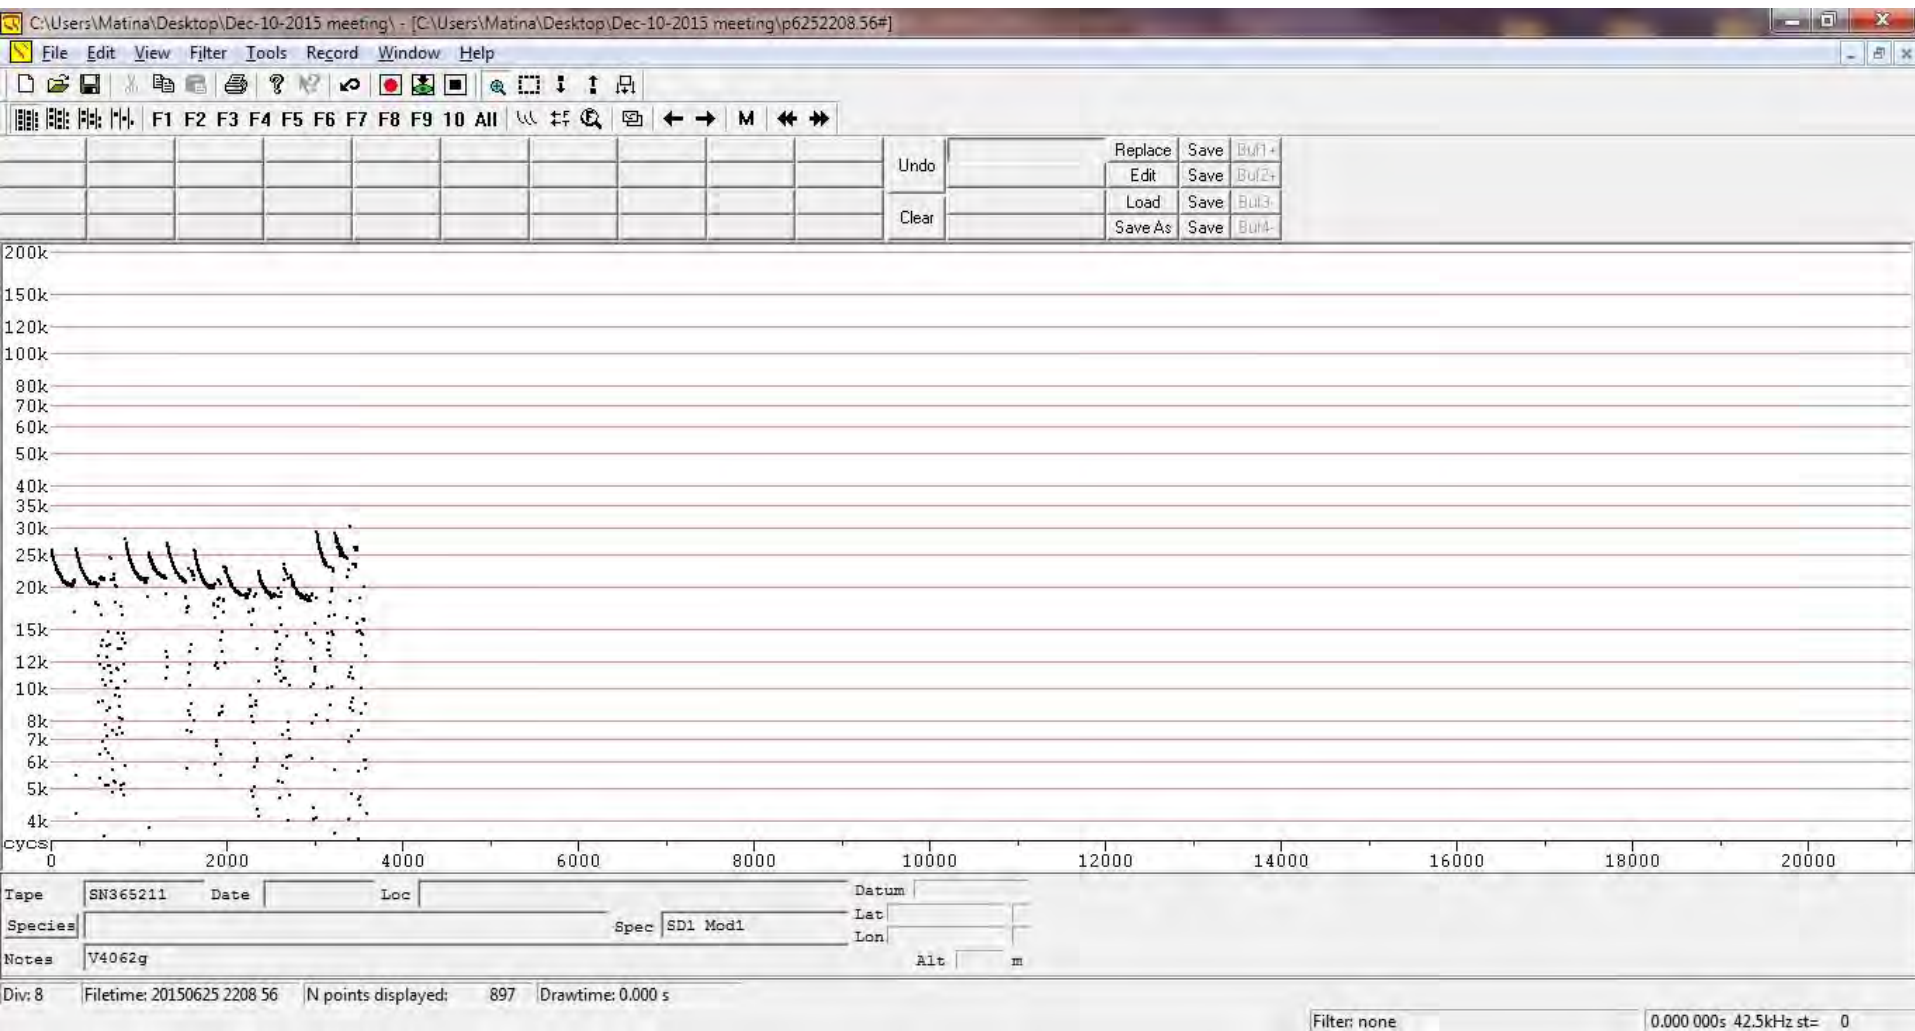 C:\Users\Matina\Desktop\Dec-10-2015 meeting\ - [C:\Users\Matina\Desktop\Dec-10-2015 meeting\p6252208.56#]
File Edit View Filter Tools Record Window Help
F1 F2 F3 F4 F5 F6 F7 F8 F9 10 All M
Undo Replace Save Buf1+
Edit Save Buf2+
Clear Load Save Buf3-
Save As Save Buf4-
200k
150k
120k
100k
80k
70k
60k
50k
40k
35k
30k
25k
20k
15k
12k
10k
8k
7k
6k
5k
4k
cycs
0 2000 4000 6000 8000 10000 12000 14000 16000 18000 20000
Tape SN365211 Date Loc Datum
Species Spec SD1 Mod1 Lat
Lon
Notes V4062g Alt m
Div: 8 Filetime: 20150625 2208 56 N points displayed: 897 Drawtime: 0.000 s
Filter: none 0.000 000s 42.5kHz st= 0